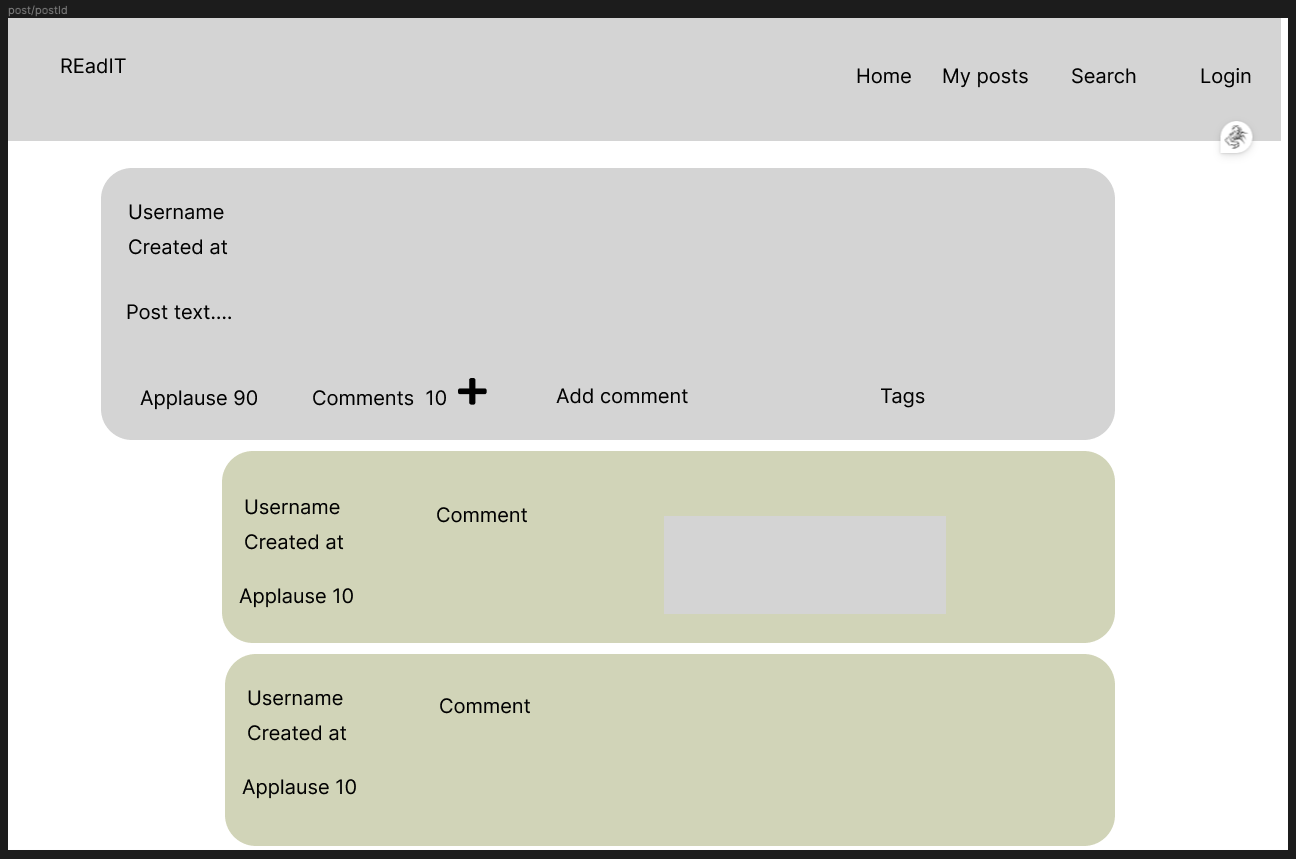 post/postId
REadIT
Home My posts Search Login
Username
Created at
Post text....
Applause 90 Comments 10 Add comment Tags
Username
Comment
Created at
Applause 10
Username
Comment
Created at
Applause 10